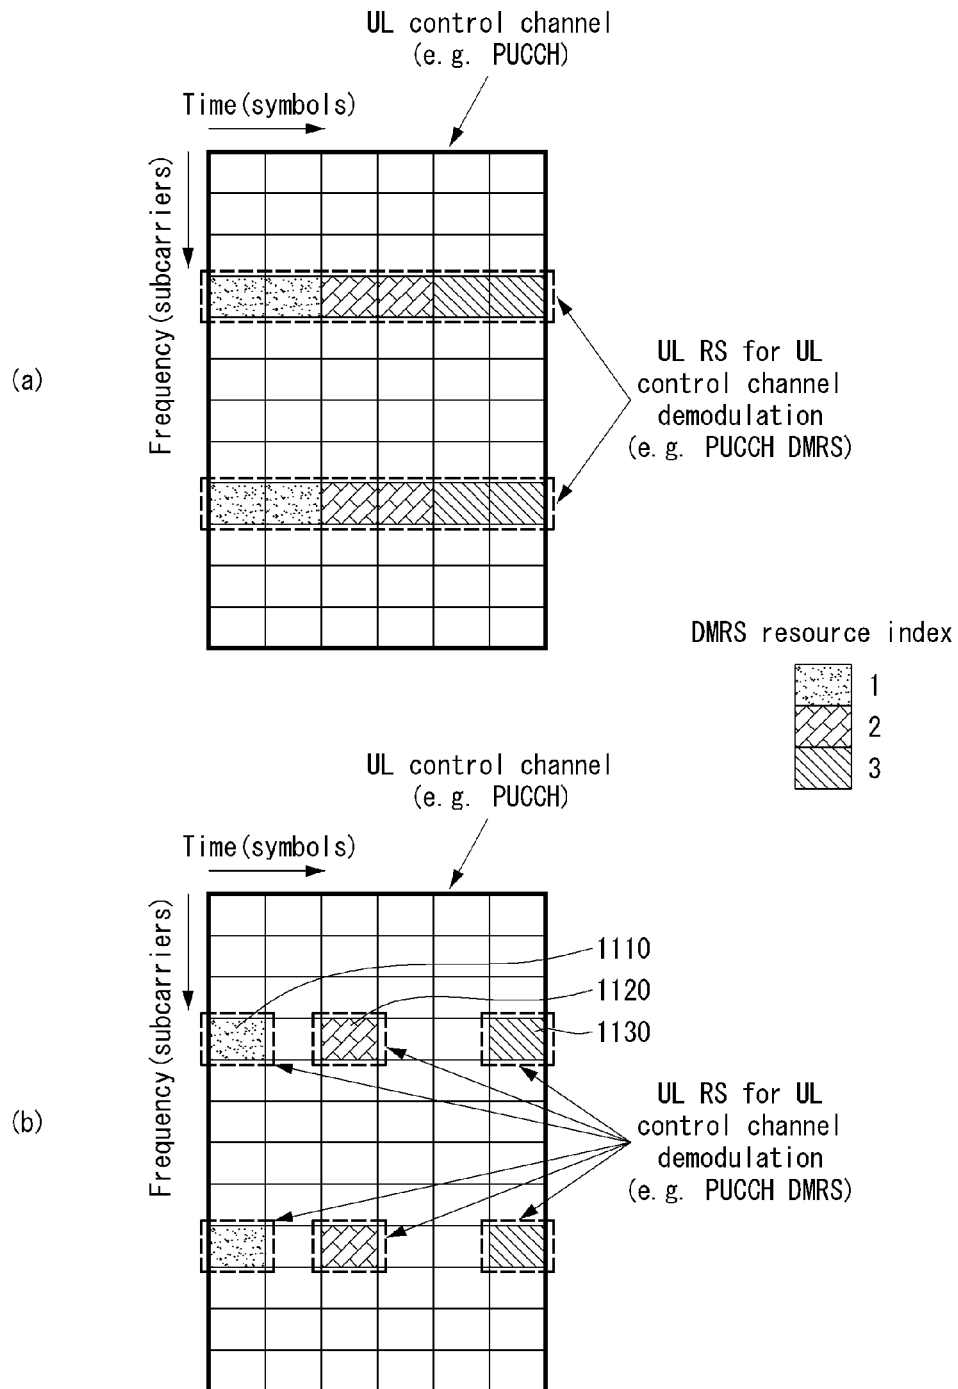 UL control channel
(e.g. PUCCH)
Time(symbols)
Frequency(subcarriers)
(a)
UL RS for UL
control channel
demodulation
(e.g. PUCCH DMRS)
DMRS resource index
1
2
3
UL control channel
(e.g. PUCCH)
Time(symbols)
Frequency(subcarriers)
1110
1120
1130
(b)
UL RS for UL
control channel
demodulation
(e.g. PUCCH DMRS)